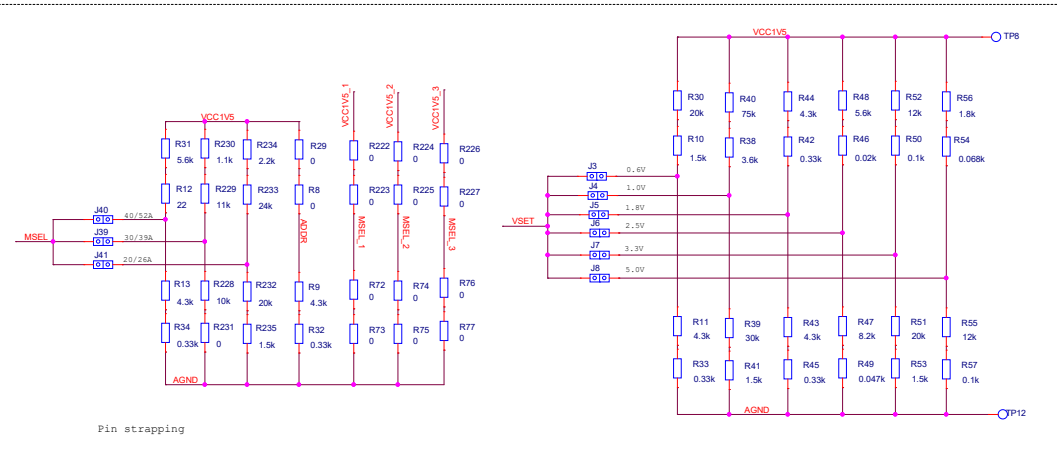 VCC1V5
TP8
VCC1V5_1
VCC1V5_2
VCC1V5_3
R30
20k
R40
75k
R44
4.3k
R48
5.6k
R52
12k
R56
1.8k
VCC1V5
R31
5.6k
R230
1.1k
R234
2.2k
R29
0
R222
0
R224
0
R226
0
R10
1.5k
R38
3.6k
R42
0.33k
R46
0.02k
R50
0.1k
R54
0.068k
R12
22
R229
11k
R233
24k
R8
0
R223
0
R225
0
R227
0
J3
0.6V
J4
1.0V
J5
1.8V
J6
2.5V
J7
3.3V
J8
5.0V
VSET
J40
40/52A
J39
30/39A
J41
20/26A
MSEL
ADDR
MSEL_1
MSEL_2
MSEL_3
R13
4.3k
R228
10k
R232
20k
R9
4.3k
R72
0
R74
0
R76
0
R34
0.33k
R231
0
R235
1.5k
R32
0.33k
R73
0
R75
0
R77
0
R11
4.3k
R39
30k
R43
4.3k
R47
8.2k
R51
20k
R55
12k
R33
0.33k
R41
1.5k
R45
0.33k
R49
0.047k
R53
1.5k
R57
0.1k
AGND
AGND
TP12
Pin strapping